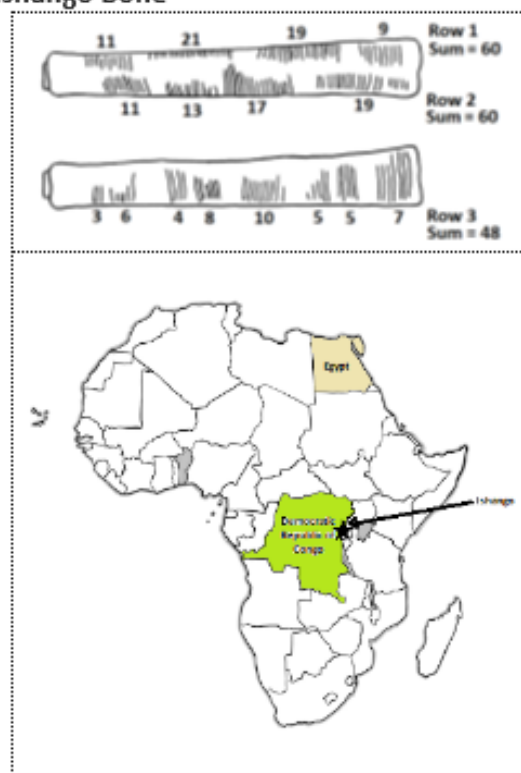 Ishango Bone
11 21 19 9 Row 1
Sum = 60
11 13 17 19 Row 2
Sum = 60
3 6 4 8 10 5 5 7 Row 3
Sum = 48
Egypt
Ishango
Democratic
Republic of
Congo